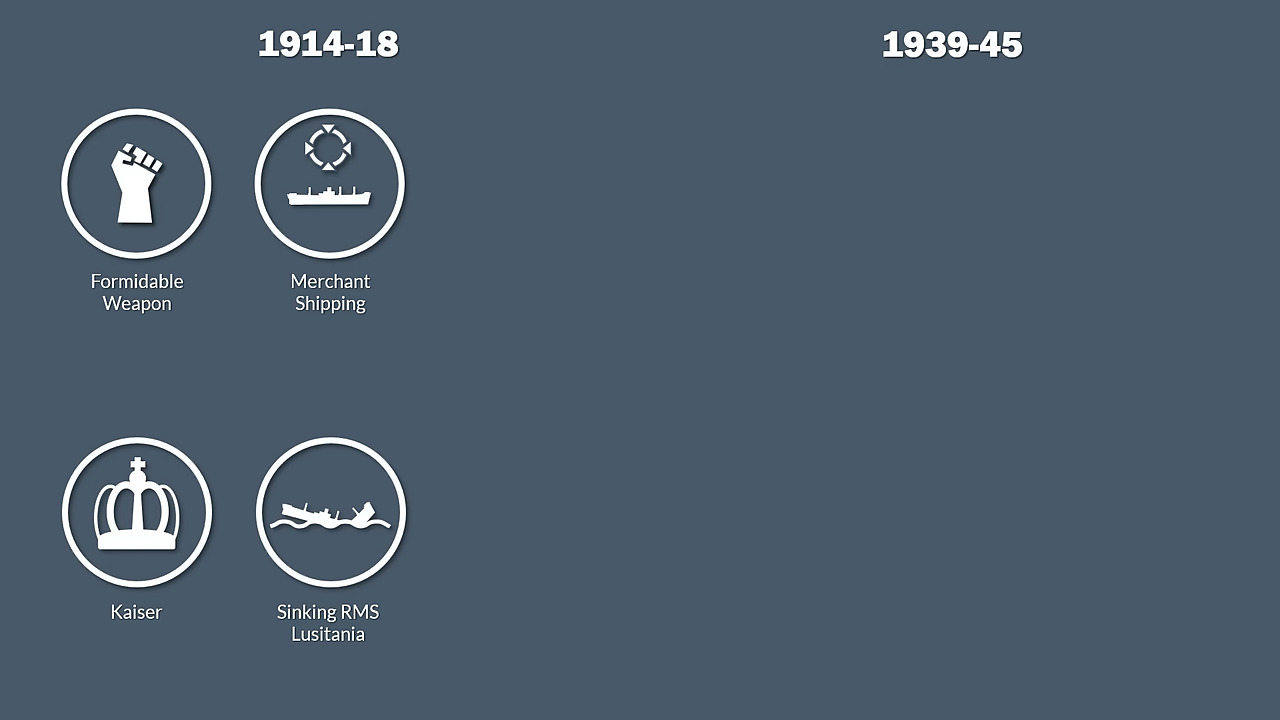 1914-18
1939-45
Formidable
Weapon
Merchant
Shipping
Kaiser
Sinking RMS
Lusitania